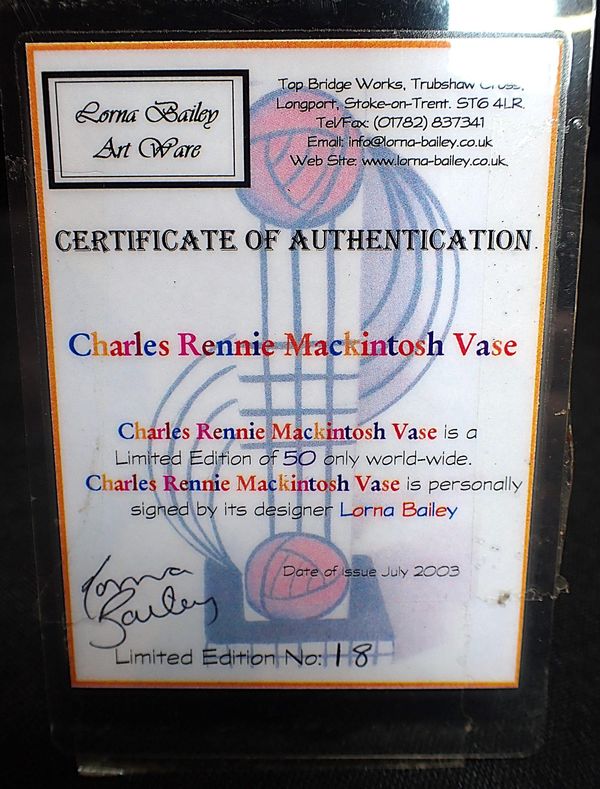 Lorna Bailey
Art Ware
Top Bridge Works, Trubshaw Cross,
Longport, Stoke-on-Trent. ST6 4LR.
Tel/Fax: (01782) 837341
Email: info@lorna-bailey.co.uk
Web Site: www.lorna-bailey.co.uk.
CERTIFICATE OF AUTHENTICATION.
Charles Rennie Mackintosh Vase
Charles Rennie Mackintosh Vase is a
Limited Edition of 50 only world-wide.
Charles Rennie Mackintosh Vase is personally
signed by its designer Lorna Bailey
Date of issue July 2003
Lorna
Bailey
Limited Edition No: 18